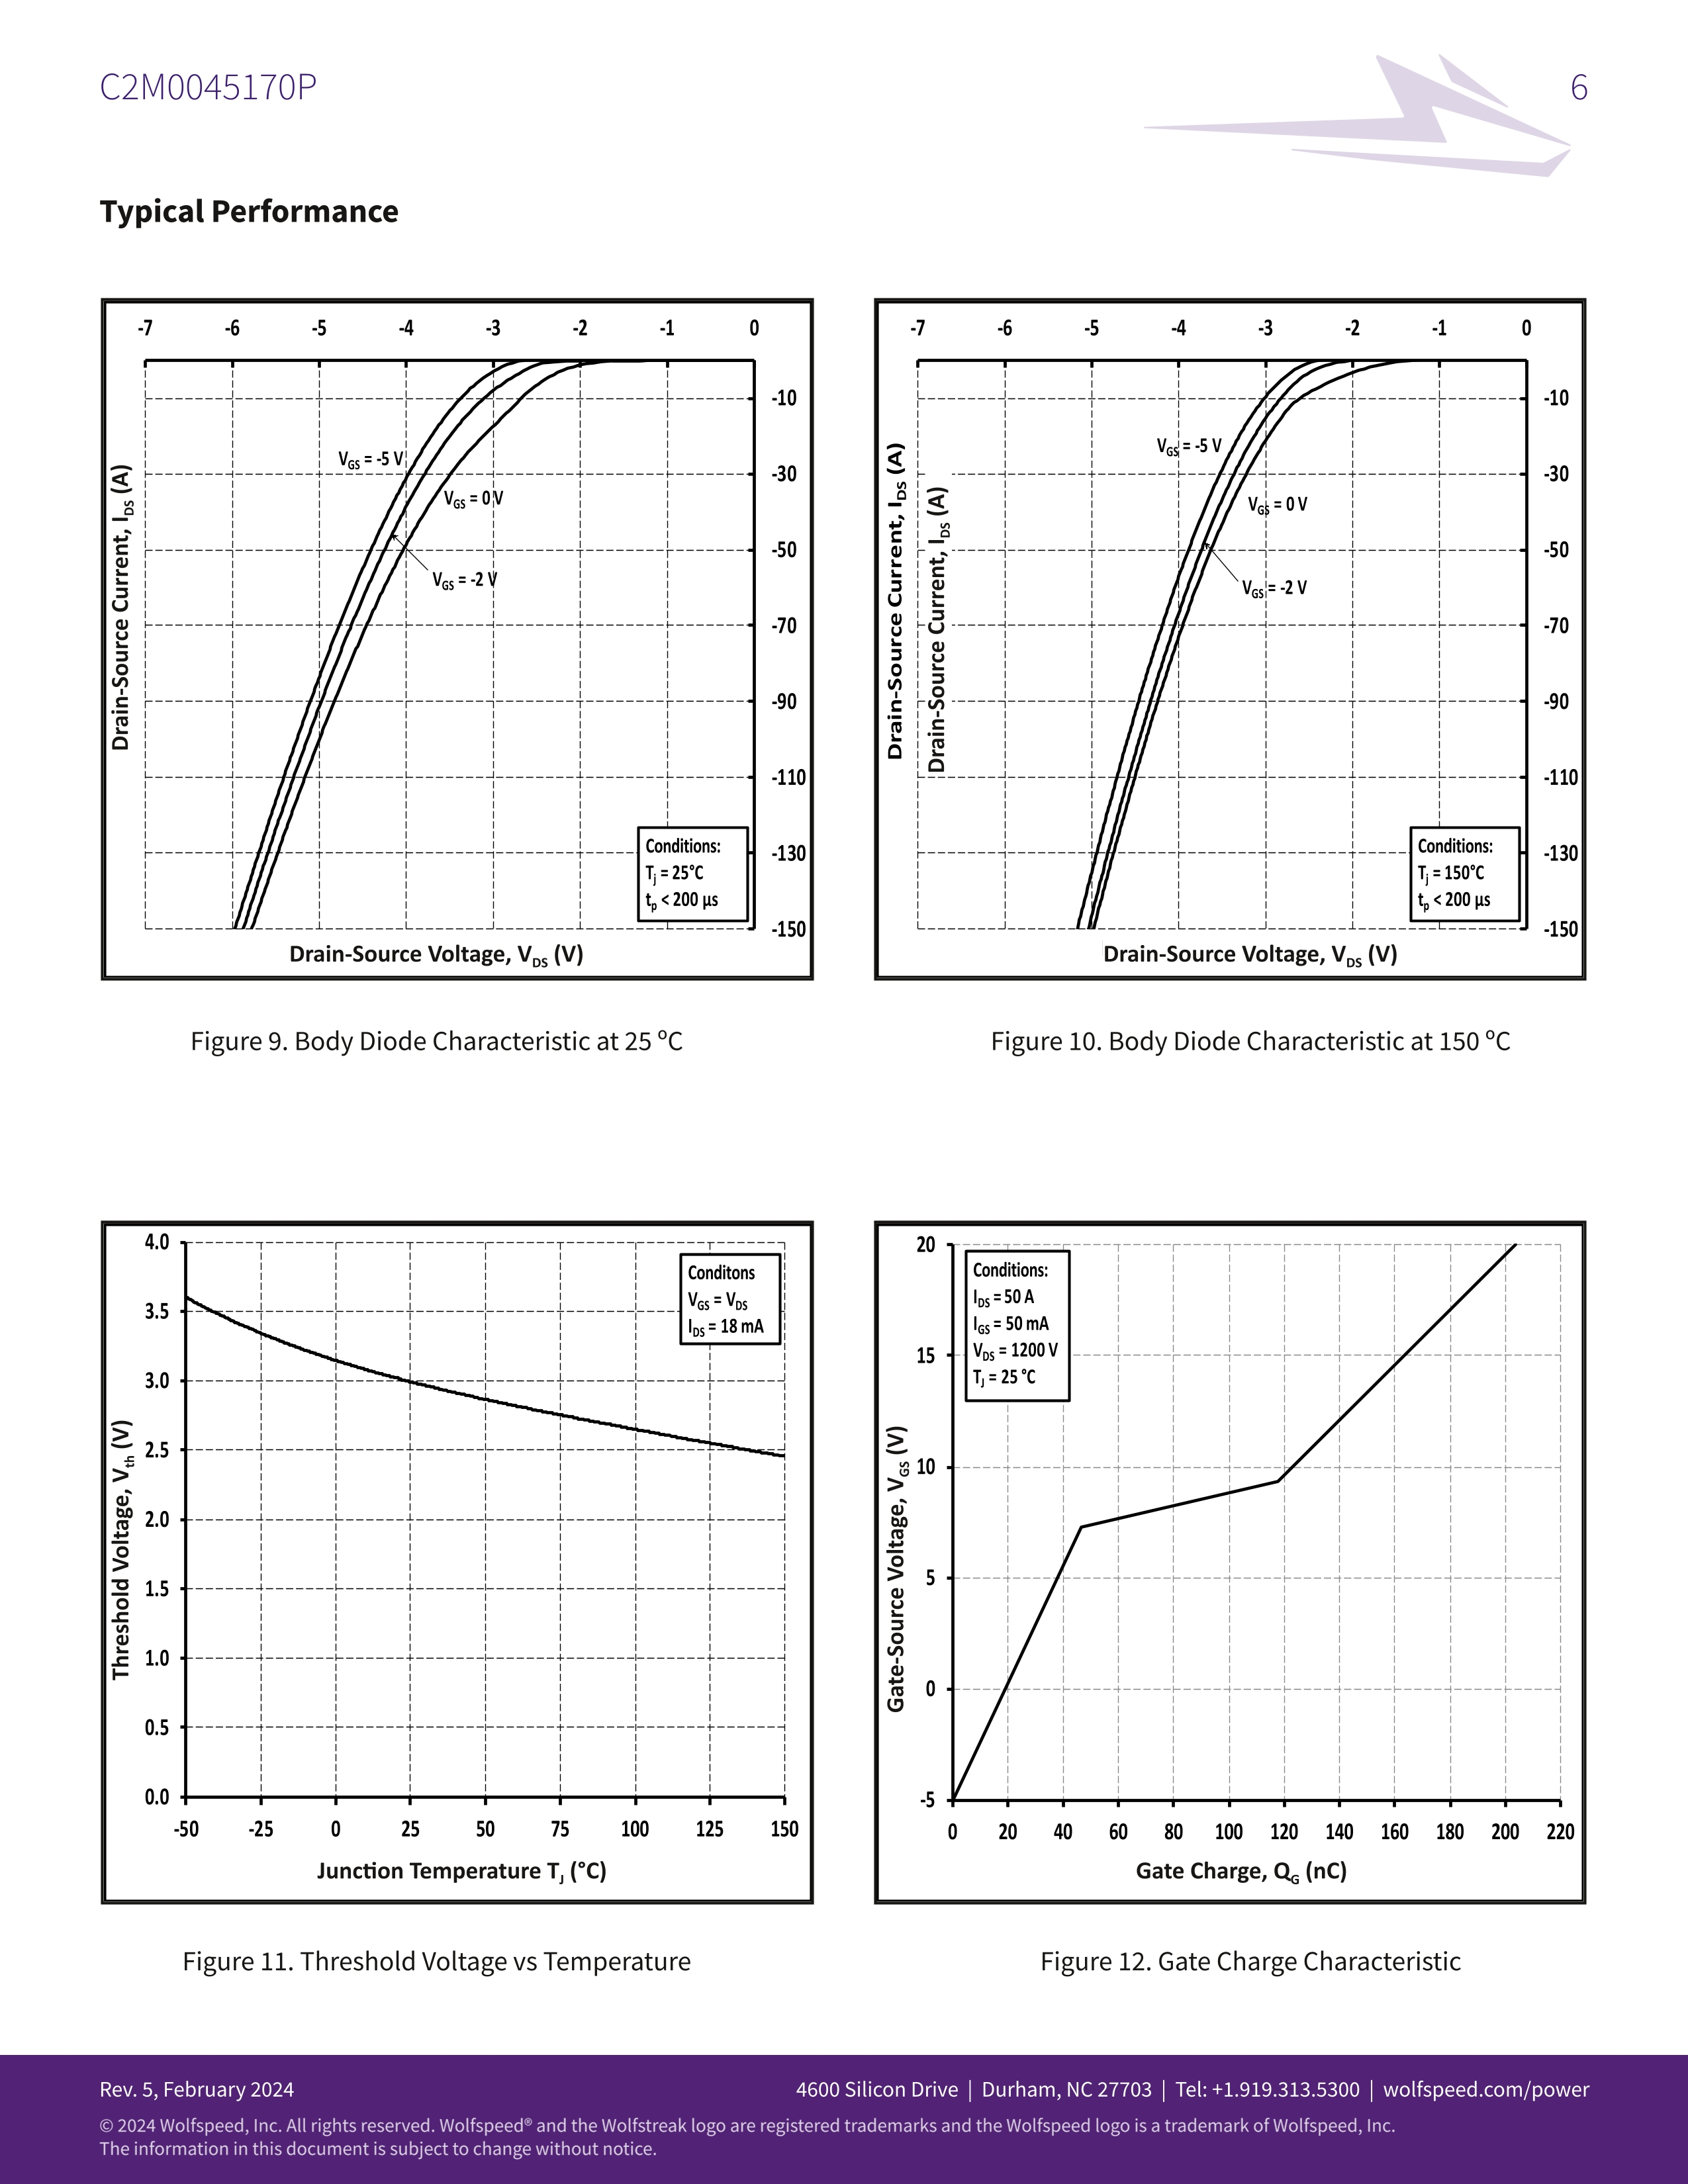 C2M0045170P
6
Typical Performance
-7 -6 -5 -4 -3 -2 -1 0
-10
-30
-50
-70
-90
-110
-130
-150
VGS = -5 V
VGS = 0 V
VGS = -2 V
Drain-Source Current, IDS (A)
Conditions:
Tj = 25°C
tp < 200 µs
Drain-Source Voltage, VDS (V)
Figure 9. Body Diode Characteristic at 25 ºC
-7 -6 -5 -4 -3 -2 -1 0
-10
-30
-50
-70
-90
-110
-130
-150
VGS = -5 V
VGS = 0 V
VGS = -2 V
Drain-Source Current, IDS (A)
Drain-Source Current, IDS (A)
Conditions:
Tj = 150°C
tp < 200 µs
Drain-Source Voltage, VDS (V)
Figure 10. Body Diode Characteristic at 150 ºC
4.0
3.5
3.0
2.5
2.0
1.5
1.0
0.5
0.0
Threshold Voltage, Vth (V)
Conditons
VGS = VDS
IDS = 18 mA
-50 -25 0 25 50 75 100 125 150
Junction Temperature TJ (°C)
Figure 11. Threshold Voltage vs Temperature
20
15
10
5
0
-5
Gate-Source Voltage, VGS (V)
Conditions:
IDS = 50 A
IGS = 50 mA
VDS = 1200 V
TJ = 25 °C
0 20 40 60 80 100 120 140 160 180 200 220
Gate Charge, QG (nC)
Figure 12. Gate Charge Characteristic
Rev. 5, February 2024
4600 Silicon Drive | Durham, NC 27703 | Tel: +1.919.313.5300 | wolfspeed.com/power
© 2024 Wolfspeed, Inc. All rights reserved. Wolfspeed® and the Wolfstreak logo are registered trademarks and the Wolfspeed logo is a trademark of Wolfspeed, Inc.
The information in this document is subject to change without notice.